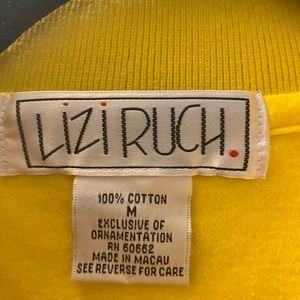 LiZi RUCH.
100% COTTON
M
EXCLUSIVE OF
ORNAMENTATION
RN 60662
MADE IN MACAU
SEE REVERSE FOR CARE